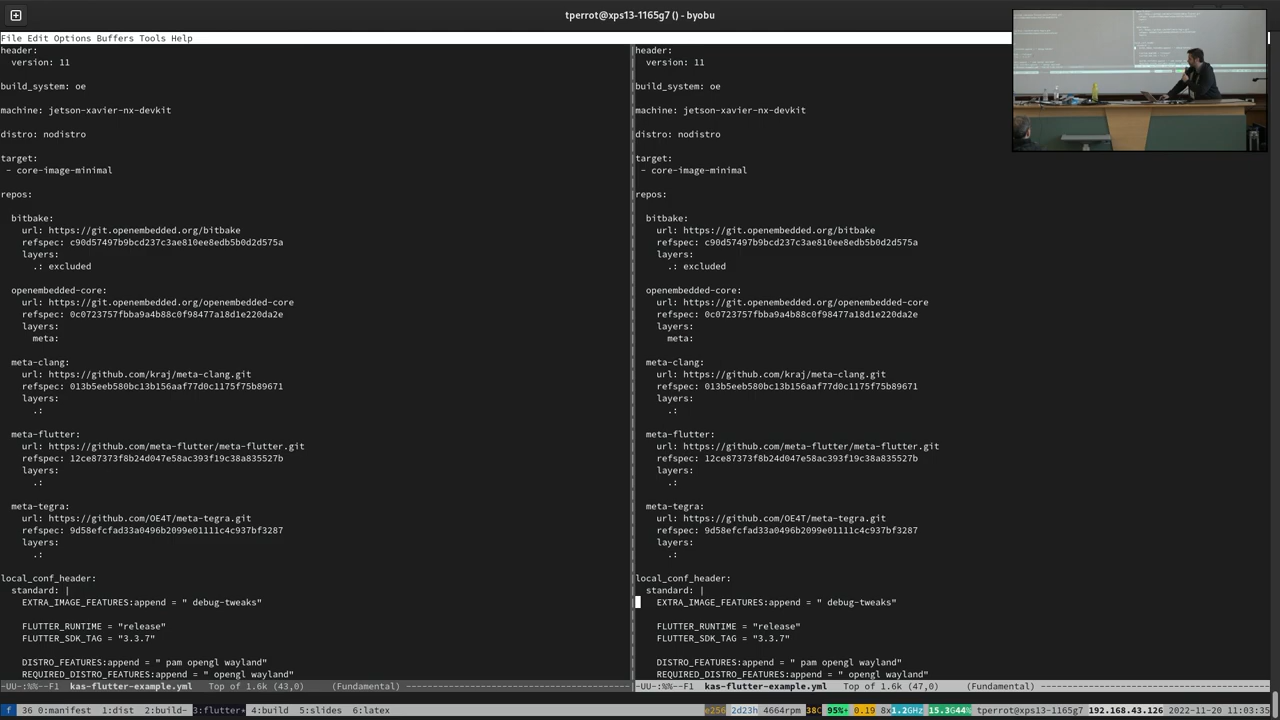 tperrot@xps13-1165g7 () - byobu
File Edit Options Buffers Tools Help
header:
version: 11
build_system: oe
machine: jetson-xavier-nx-devkit
distro: nodistro
target:
- core-image-minimal
repos:
bitbake:
url: https://git.openembedded.org/bitbake
refspec: c90d57497b9bcd237c3ae810ee8edb5b0d2d575a
layers:
.: excluded
openembedded-core:
url: https://git.openembedded.org/openembedded-core
refspec: 0c0723757fbba9a4b88c0f98477a18d1e220da2e
layers:
meta:
meta-clang:
url: https://github.com/kraj/meta-clang.git
refspec: 013b5eeb580bc13b156aaf77d0c1175f75b89671
layers:
.:
meta-flutter:
url: https://github.com/meta-flutter/meta-flutter.git
refspec: 12ce87373f8b24d047e58ac393f19c38a835527b
layers:
.:
meta-tegra:
url: https://github.com/OE4T/meta-tegra.git
refspec: 9d58efcfad33a0496b2099e01111c4c937bf3287
layers:
.:
local_conf_header:
standard: |
EXTRA_IMAGE_FEATURES:append = " debug-tweaks"
FLUTTER_RUNTIME = "release"
FLUTTER_SDK_TAG = "3.3.7"
DISTRO_FEATURES:append = " pam opengl wayland"
REQUIRED_DISTRO_FEATURES:append = " opengl wayland"
-UU-:%%--F1 kas-flutter-example.yml Top of 1.6k (43,0) (Fundamental)
header:
version: 11
build_system: oe
machine: jetson-xavier-nx-devkit
distro: nodistro
target:
- core-image-minimal
repos:
bitbake:
url: https://git.openembedded.org/bitbake
refspec: c90d57497b9bcd237c3ae810ee8edb5b0d2d575a
layers:
.: excluded
openembedded-core:
url: https://git.openembedded.org/openembedded-core
refspec: 0c0723757fbba9a4b88c0f98477a18d1e220da2e
layers:
meta:
meta-clang:
url: https://github.com/kraj/meta-clang.git
refspec: 013b5eeb580bc13b156aaf77d0c1175f75b89671
layers:
.:
meta-flutter:
url: https://github.com/meta-flutter/meta-flutter.git
refspec: 12ce87373f8b24d047e58ac393f19c38a835527b
layers:
.:
meta-tegra:
url: https://github.com/OE4T/meta-tegra.git
refspec: 9d58efcfad33a0496b2099e01111c4c937bf3287
layers:
.:
local_conf_header:
standard: |
EXTRA_IMAGE_FEATURES:append = " debug-tweaks"
FLUTTER_RUNTIME = "release"
FLUTTER_SDK_TAG = "3.3.7"
DISTRO_FEATURES:append = " pam opengl wayland"
REQUIRED_DISTRO_FEATURES:append = " opengl wayland"
-UU-:%%--F1 kas-flutter-example.yml Top of 1.6k (47,0) (Fundamental)
f 36 0:manifest 1:dist 2:build- 3:flutter* 4:build 5:slides 6:latex e256 2d23h 4664rpm 38C 95%+ 0.19 8x1.2GHz 15.3G44% tperrot@xps13-1165g7 192.168.43.126 2022-11-20 11:03:35